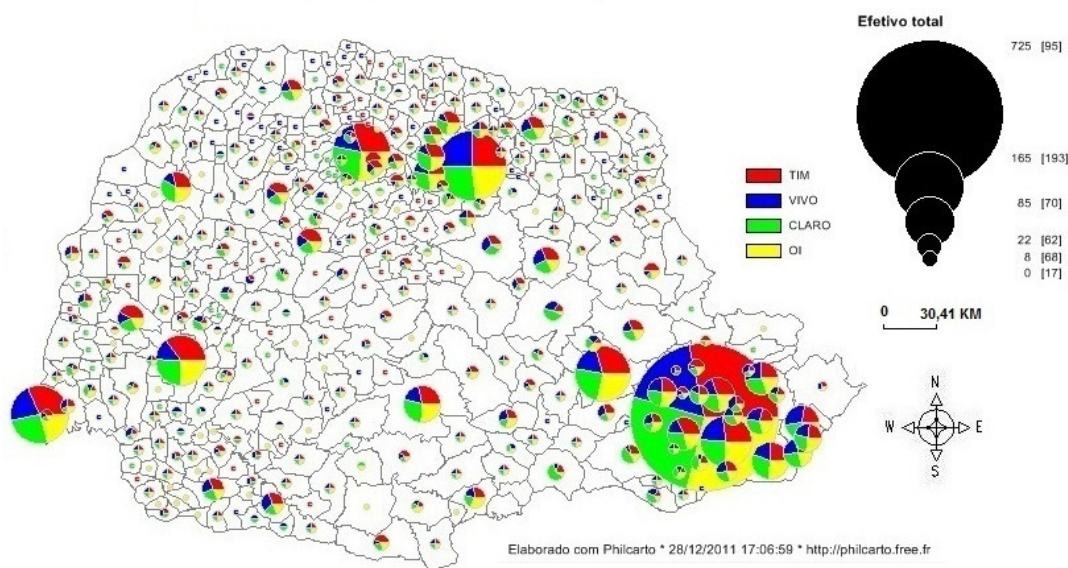 Efetivo total
725 [95]
165 [193]
85 [70]
22 [62]
8 [68]
0 [17]
TIM
VIVO
CLARO
OI
0 30,41 KM
N
W E
S
Elaborado com Philcarto * 28/12/2011 17:06:59 * http://philcarto.free.fr